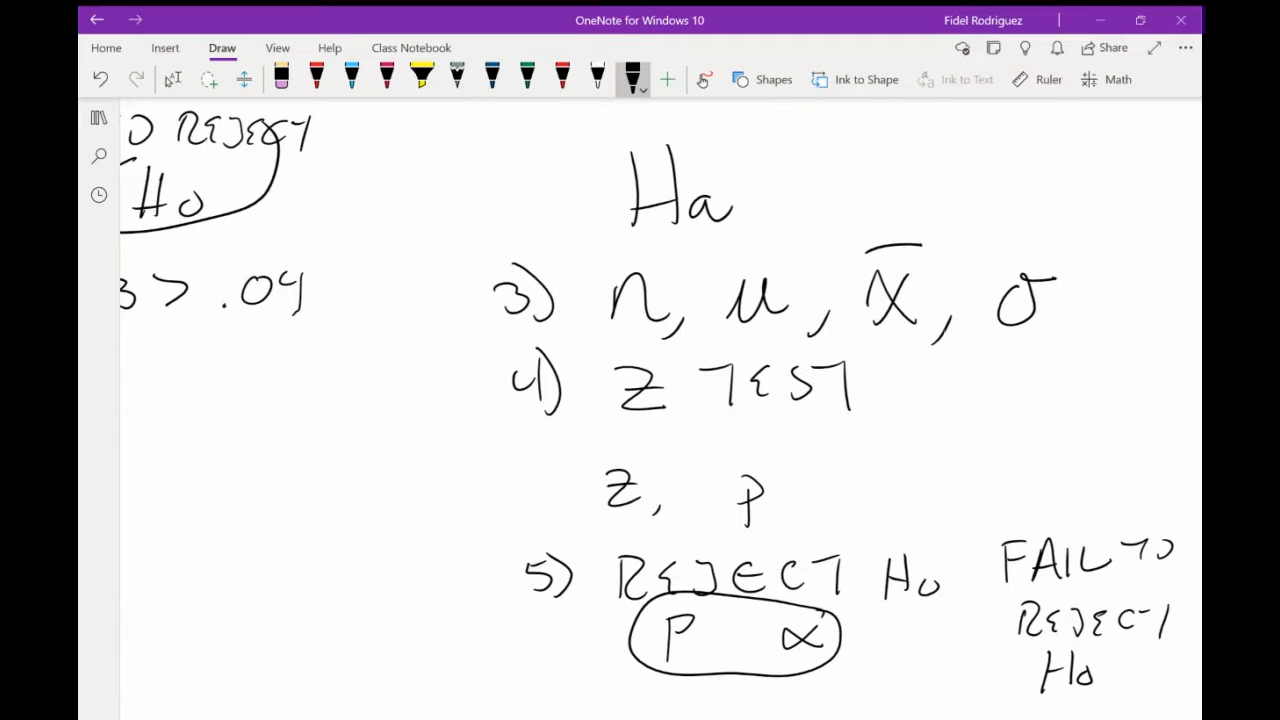 OneNote for Windows 10
Fidel Rodriguez
Home Insert Draw View Help Class Notebook Share
Shapes Ink to Shape Ink to Text Ruler Math
O REJECT
Ho
3 > .04
Ha
3) n, μ, x̄, σ
4) Z TEST
z, p
5) REJECT Ho
P α
FAIL TO
REJECT
Ho